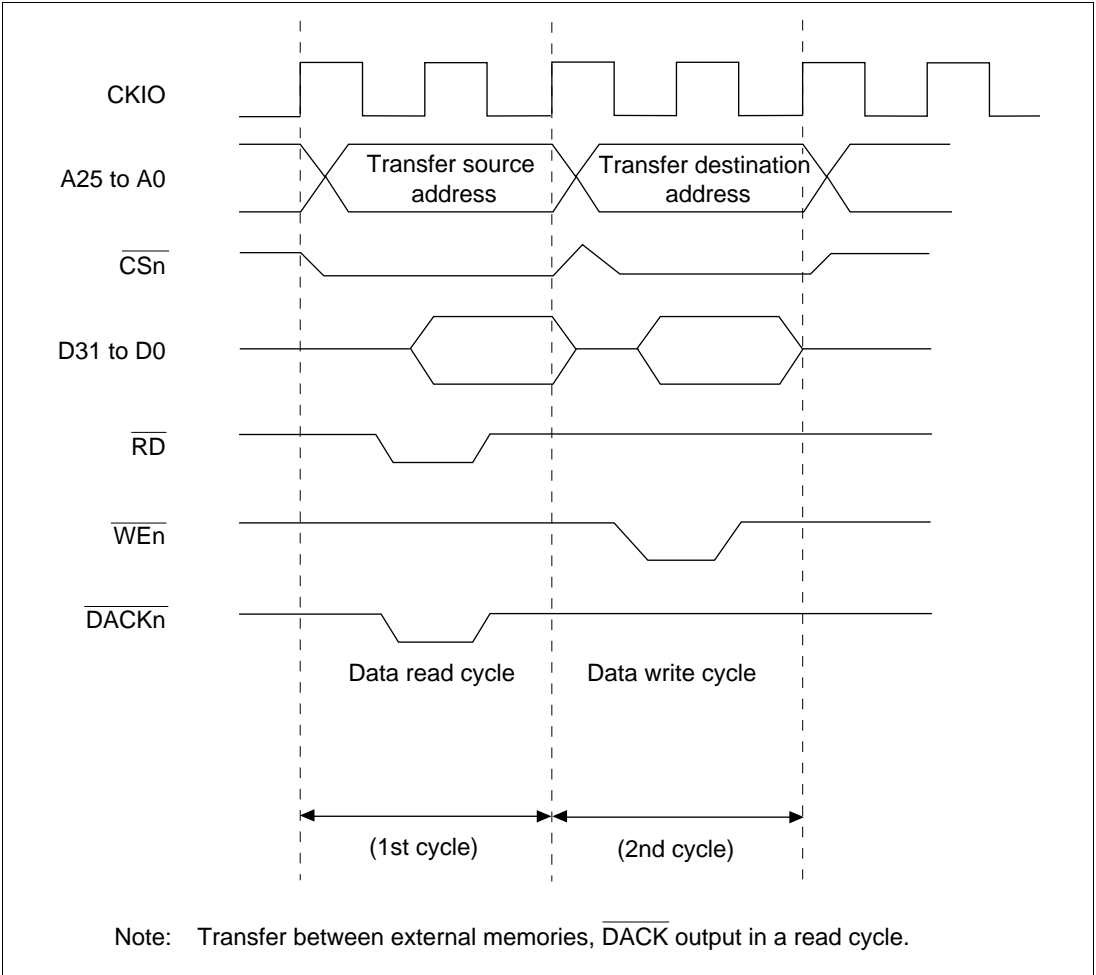 CKIO
A25 to A0
Transfer source
address
Transfer destination
address
CSn
D31 to D0
RD
WEn
DACKn
Data read cycle
Data write cycle
(1st cycle)
(2nd cycle)
Note: Transfer between external memories, DACK output in a read cycle.